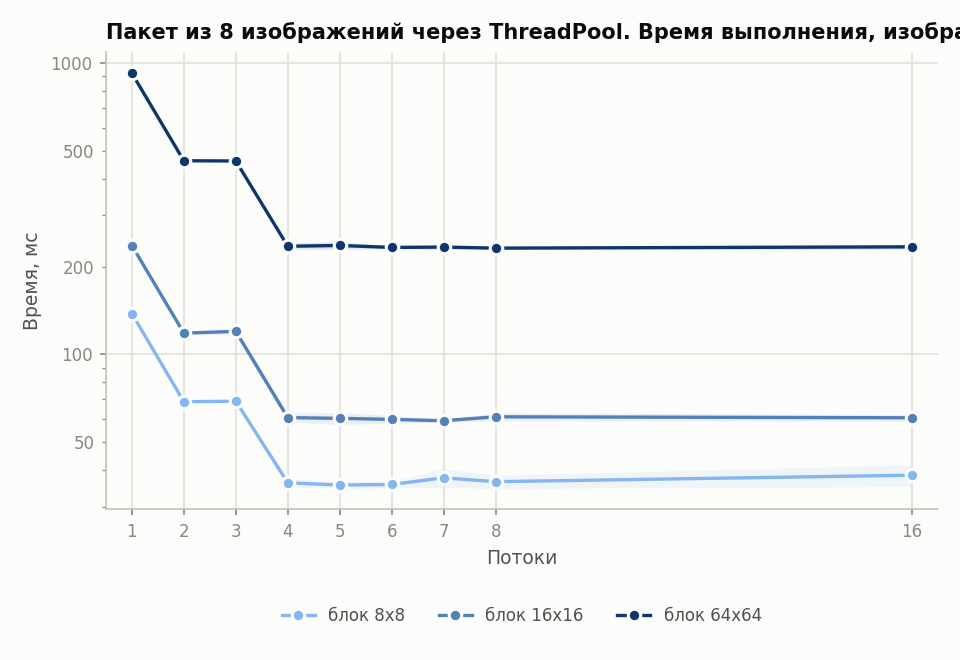 Пакет из 8 изображений через ThreadPool. Время выполнения, изобра
1000
500
200
100
50
Время, мс
1 2 3 4 5 6 7 8 16
Потоки
блок 8x8 блок 16x16 блок 64x64